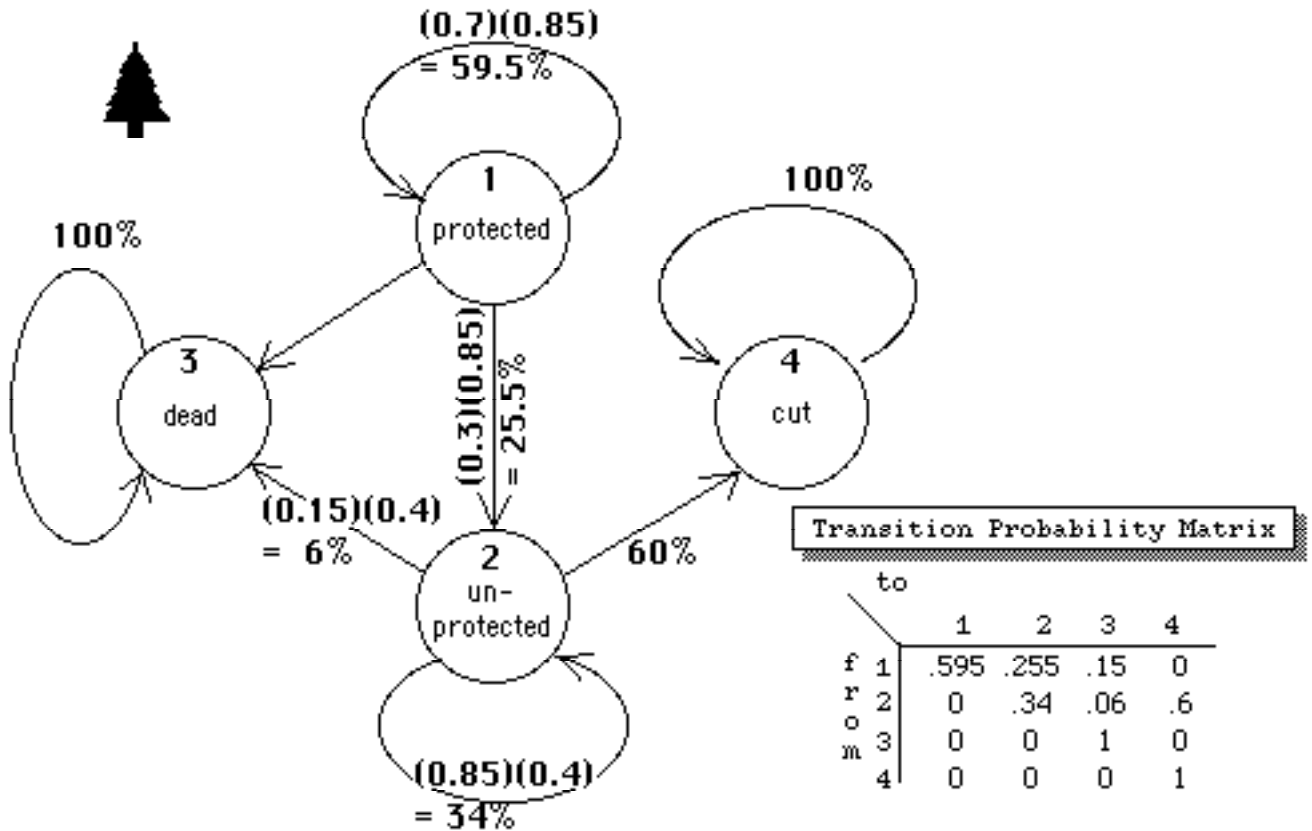 (0.7)(0.85)
= 59.5%
1
protected
100%
100%
3
dead
(0.3)(0.85)
= 25.5%
4
cut
(0.15)(0.4)
= 6%
2
un-
protected
60%
(0.85)(0.4)
= 34%
Transition Probability Matrix
to
1 2 3 4
from
1 .595 .255 .15 0
2 0 .34 .06 .6
3 0 0 1 0
4 0 0 0 1